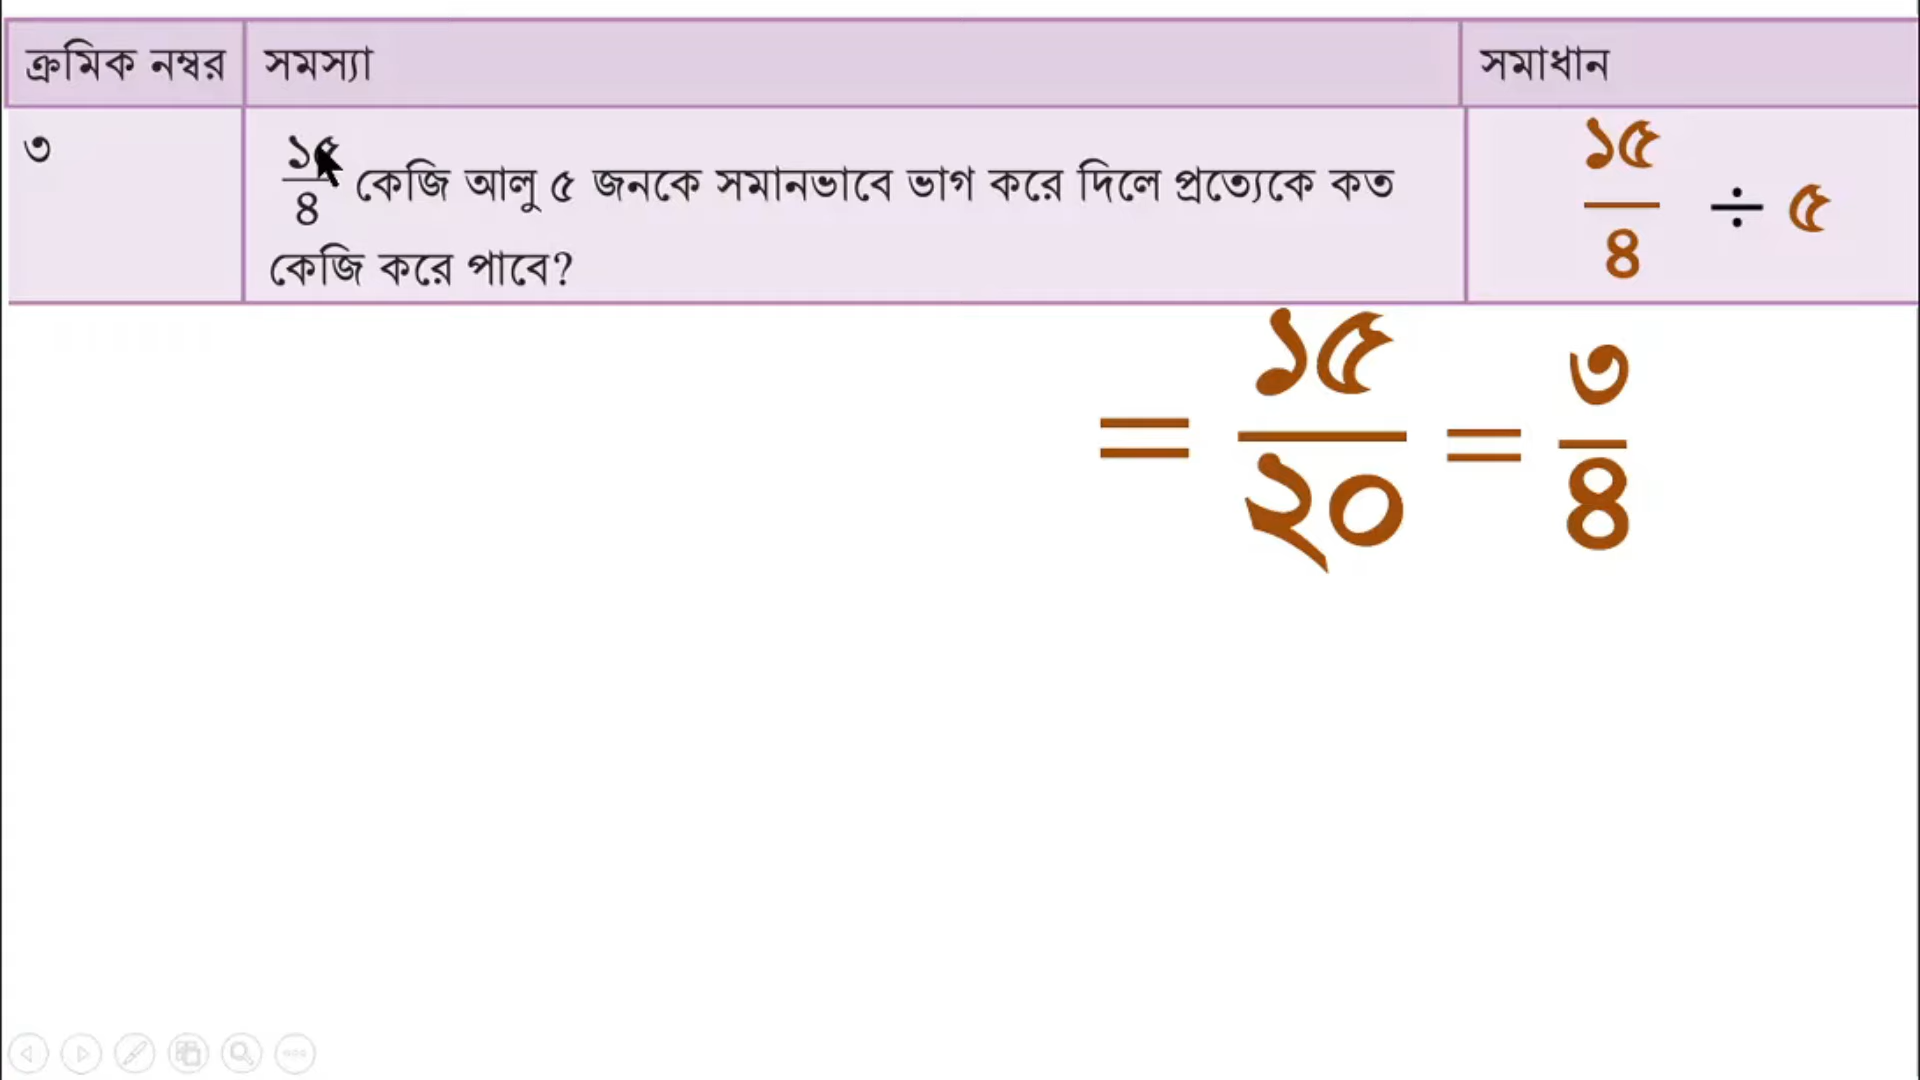 ক্রমিক নম্বর সমস্যা সমাধান
৩ ১৫/৪ কেজি আলু ৫ জনকে সমানভাবে ভাগ করে দিলে প্রত্যেকে কত ১৫/৪ ÷ ৫
কেজি করে পাবে?
= ১৫/২০ = ৩/৪